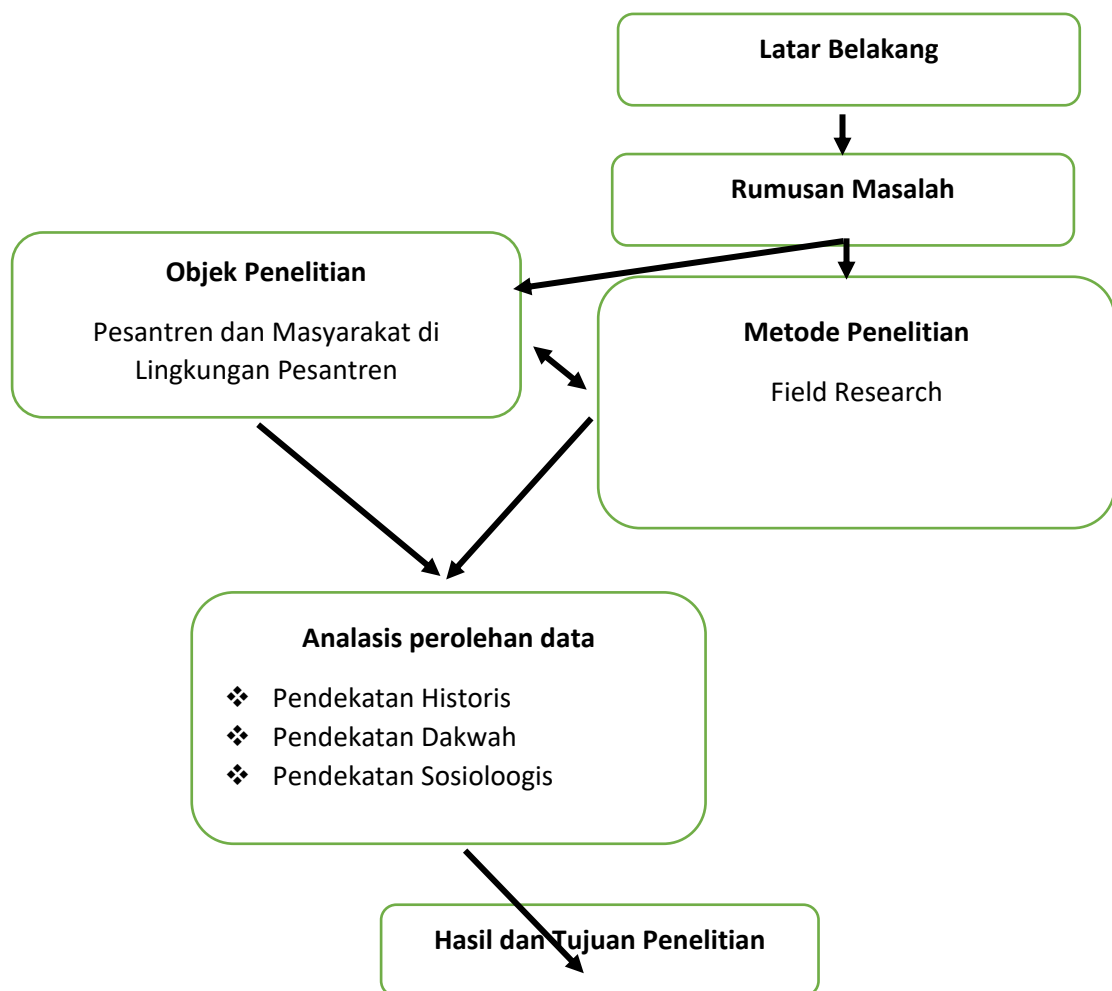 Latar Belakang
Rumusan Masalah
Objek Penelitian
Pesantren dan Masyarakat di
Lingkungan Pesantren
Metode Penelitian
Field Research
Analasis perolehan data
❖ Pendekatan Historis
❖ Pendekatan Dakwah
❖ Pendekatan Sosioloogis
Hasil dan Tujuan Penelitian